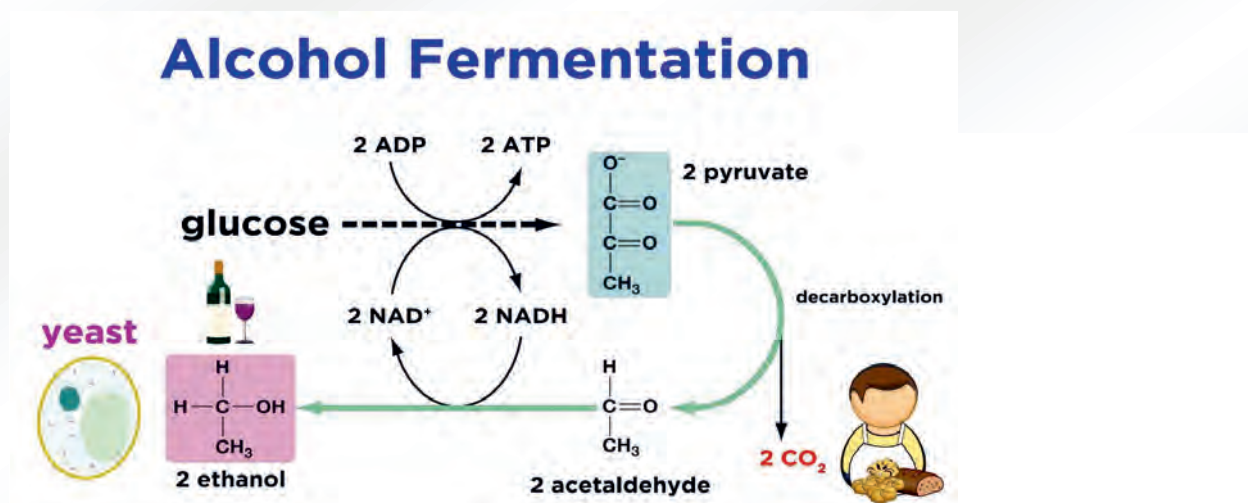 Alcohol Fermentation
2 ADP 2 ATP
O⁻
2 pyruvate
C=O
glucose
C=O
CH₃
decarboxylation
2 NAD⁺ 2 NADH
yeast
H
H–C–OH
CH₃
2 ethanol
H
C=O
CH₃
2 acetaldehyde
2 CO₂